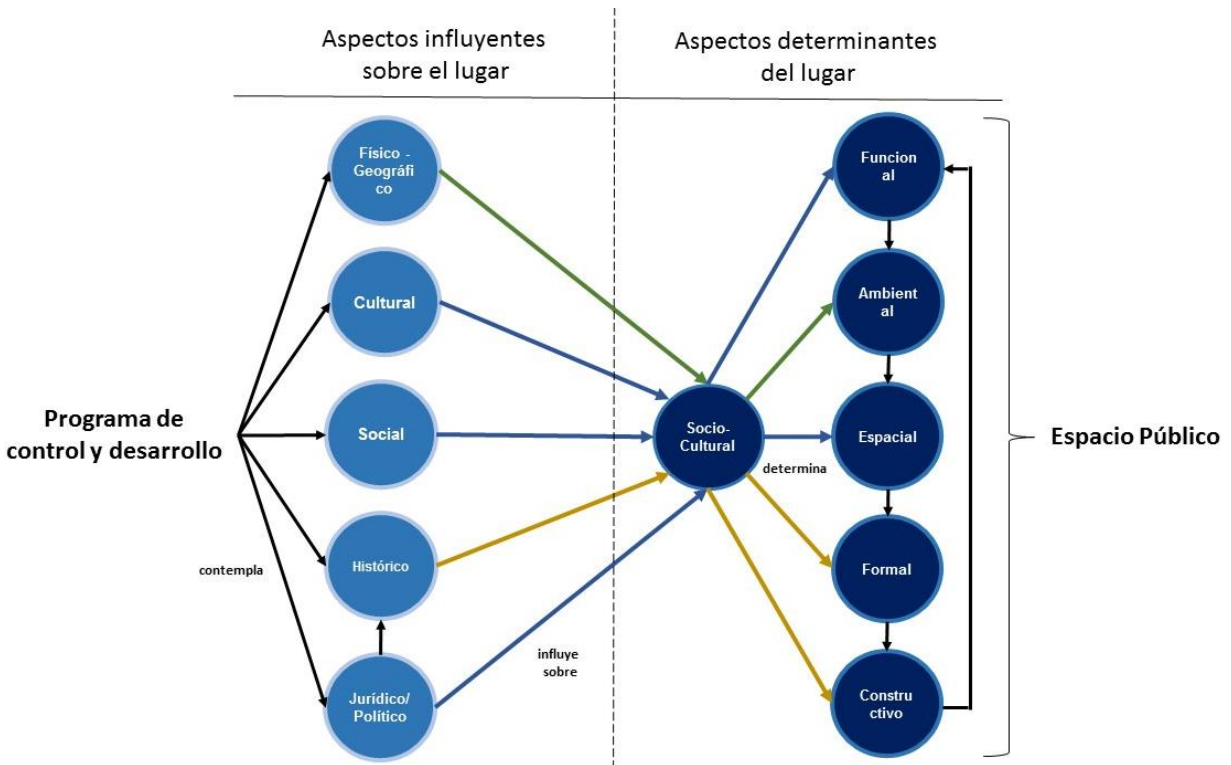 Aspectos influyentes
sobre el lugar
Aspectos determinantes
del lugar
Programa de
control y desarrollo
contempla
Físico -
Geográfi
co
Cultural
Social
Histórico
Jurídico/
Político
influye
sobre
Socio-
Cultural
determina
Funcion
al
Ambient
al
Espacial
Formal
Constru
ctivo
Espacio Público